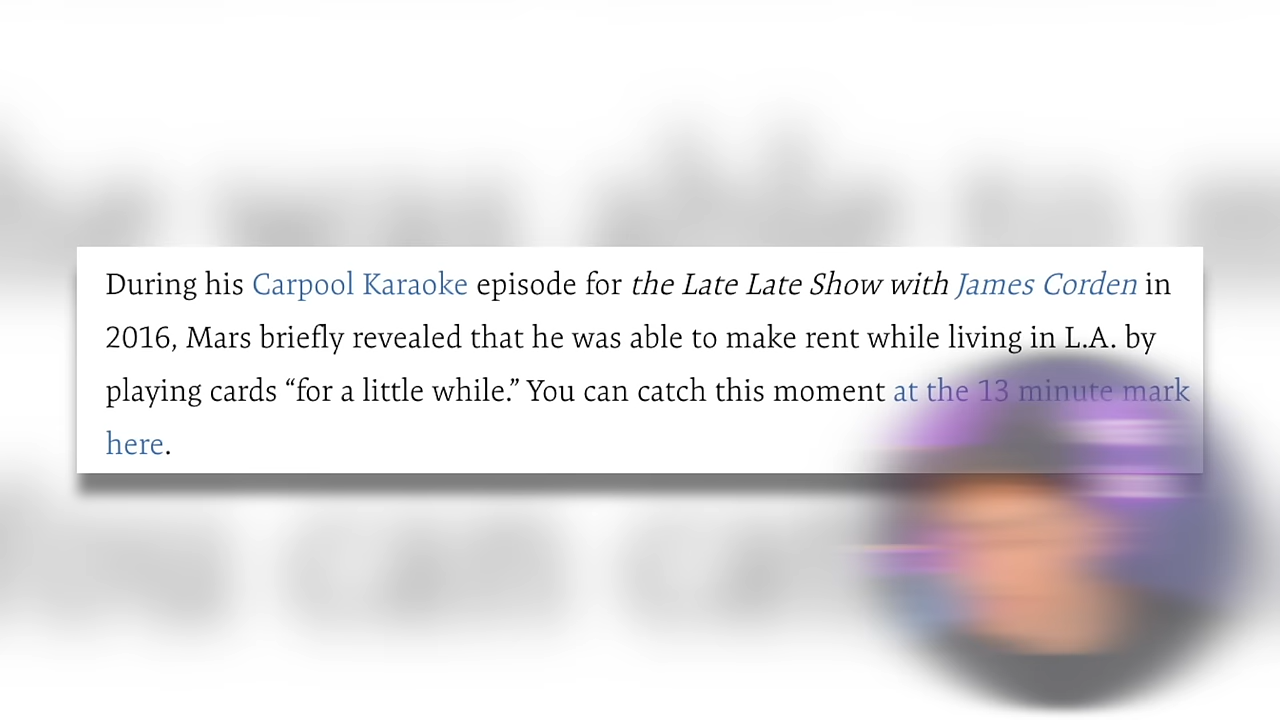 During his Carpool Karaoke episode for the Late Late Show with James Corden in
2016, Mars briefly revealed that he was able to make rent while living in L.A. by
playing cards “for a little while.” You can catch this moment at the 13 minute mark
here.